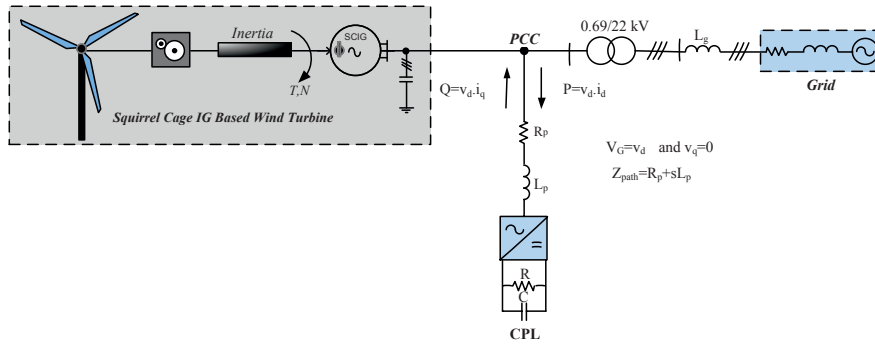 Inertia
SCIG
T,N
Squirrel Cage IG Based Wind Turbine
PCC
0.69/22 kV
Lg
Grid
Q=vd.iq
P=vd.id
Rp
Lp
VG=vd and vq=0
Zpath=Rp+sLp
R
C
CPL